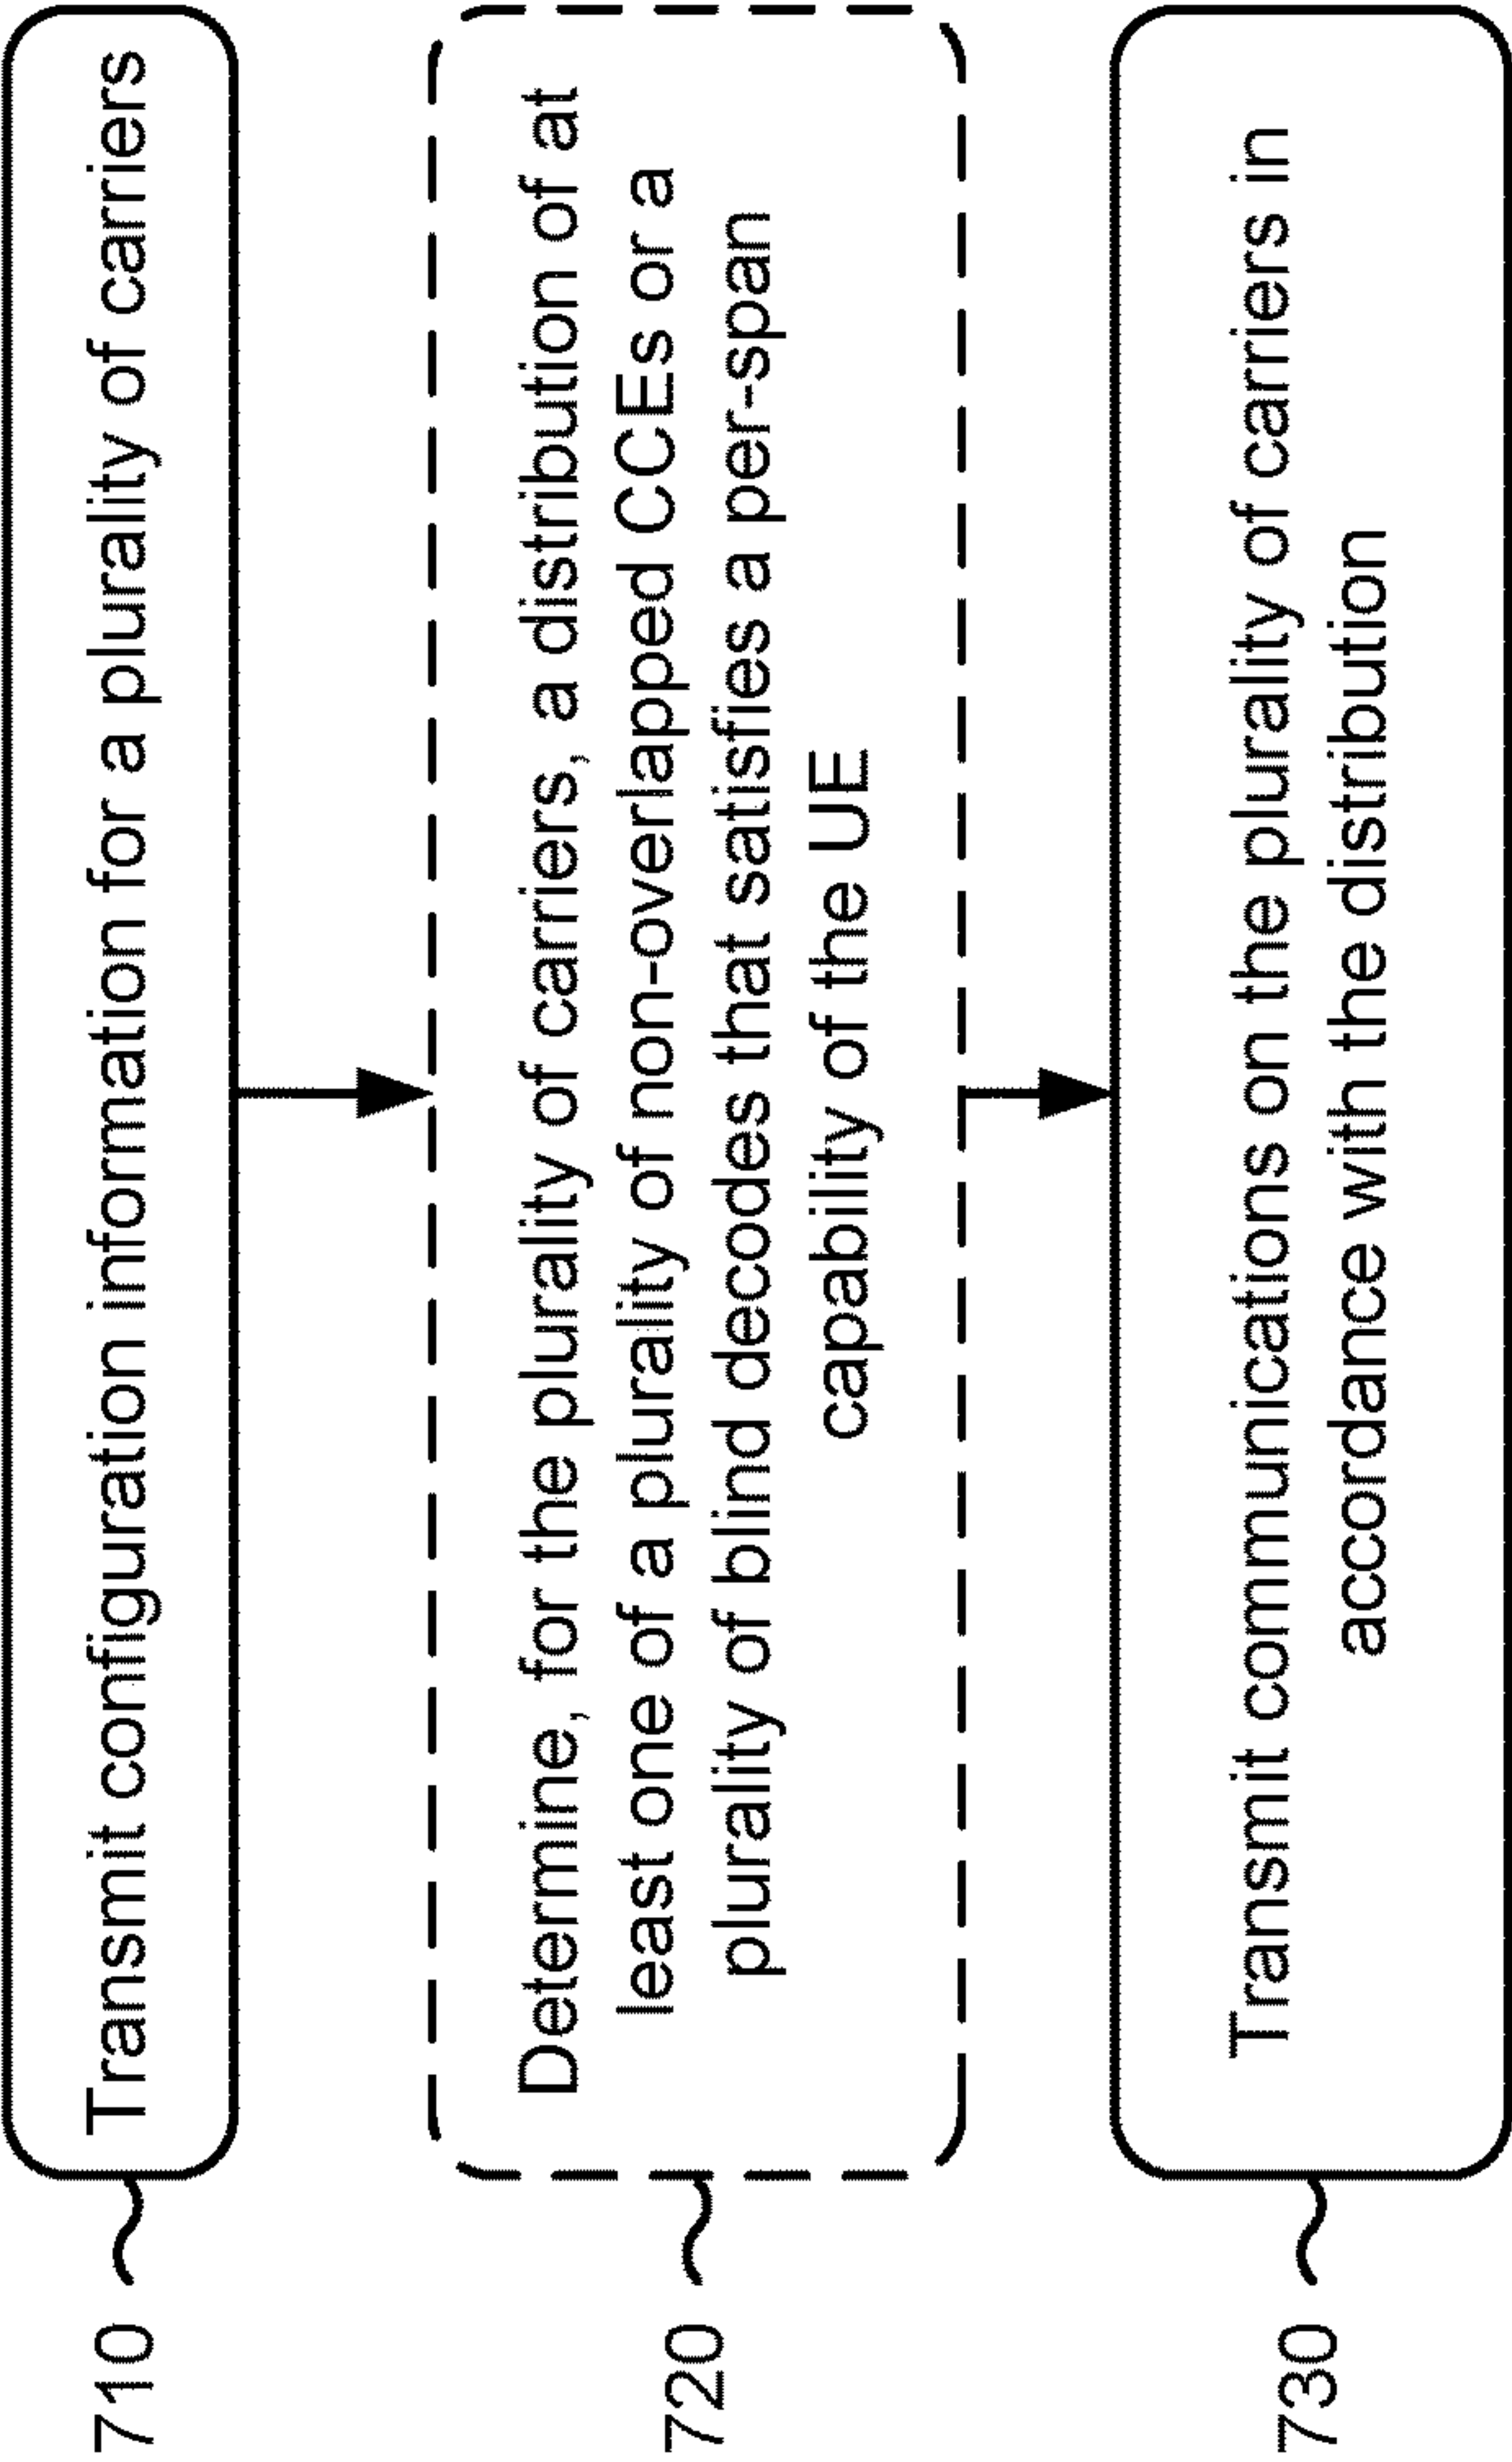 710
Transmit configuration information for a plurality of carriers
720
Determine, for the plurality of carriers, a distribution of at
least one of a plurality of non-overlapped CCEs or a
plurality of blind decodes that satisfies a per-span
capability of the UE
730
Transmit communications on the plurality of carriers in
accordance with the distribution